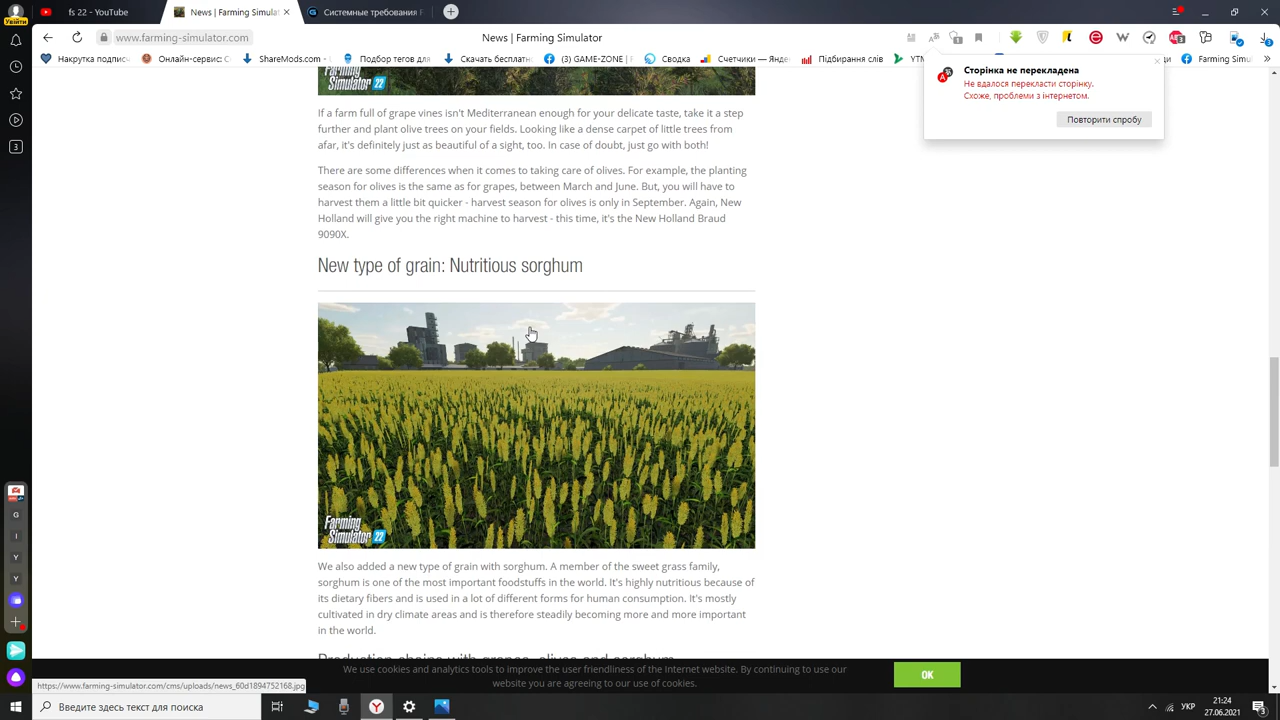 Увійти
fs 22 - YouTube
News | Farming Simulat
Системные требования F
www.farming-simulator.com
News | Farming Simulator
Накрутка подписч
Онлайн-сервис: С
ShareMods.com -
Подбор тегов для
Скачать бесплатн
(3) GAME-ZONE | F
Сводка
Счетчики — Янде
Підбирання слів
YTM
Farming Simu
Сторінка не перекладена
Не вдалося перекласти сторінку.
Схоже, проблеми з інтернетом.
Повторити спробу
Farming
Simulator 22
If a farm full of grape vines isn't Mediterranean enough for your delicate taste, take it a step
further and plant olive trees on your fields. Looking like a dense carpet of little trees from
afar, it's definitely just as beautiful of a sight, too. In case of doubt, just go with both!
There are some differences when it comes to taking care of olives. For example, the planting
season for olives is the same as for grapes, between March and June. But, you will have to
harvest them a little bit quicker - harvest season for olives is only in September. Again, New
Holland will give you the right machine to harvest - this time, it's the New Holland Braud
9090X.
New type of grain: Nutritious sorghum
Farming
Simulator 22
We also added a new type of grain with sorghum. A member of the sweet grass family,
sorghum is one of the most important foodstuffs in the world. It's highly nutritious because of
its dietary fibers and is used in a lot of different forms for human consumption. It's mostly
cultivated in dry climate areas and is therefore steadily becoming more and more important
in the world.
Production chains with grapes, olives and sorghum
We use cookies and analytics tools to improve the user friendliness of the Internet website. By continuing to use our
website you are agreeing to our use of cookies.
OK
https://www.farming-simulator.com/cms/uploads/news_60d1894752168.jpg
Введите здесь текст для поиска
УКР
21:24
27.06.2021